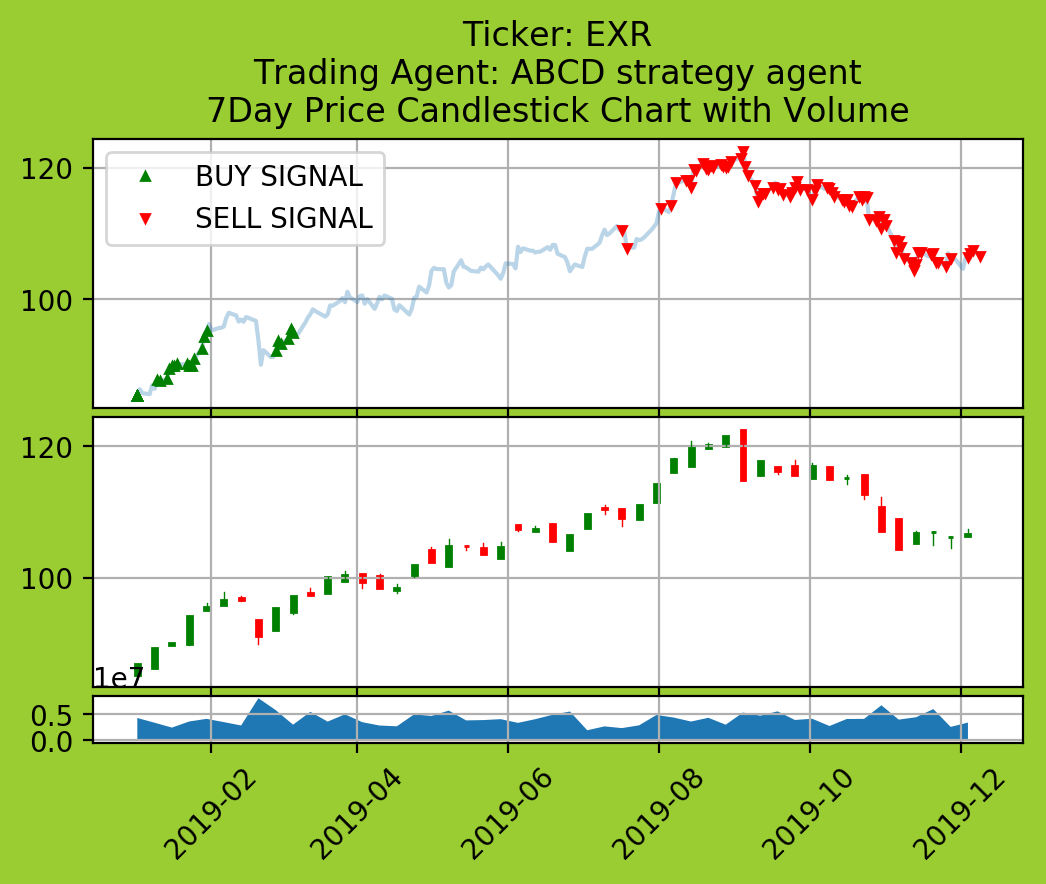 Ticker: EXR
Trading Agent: ABCD strategy agent
7Day Price Candlestick Chart with Volume
BUY SIGNAL
SELL SIGNAL
120
100
120
100
1e7
0.5
0.0
2019-02
2019-04
2019-06
2019-08
2019-10
2019-12